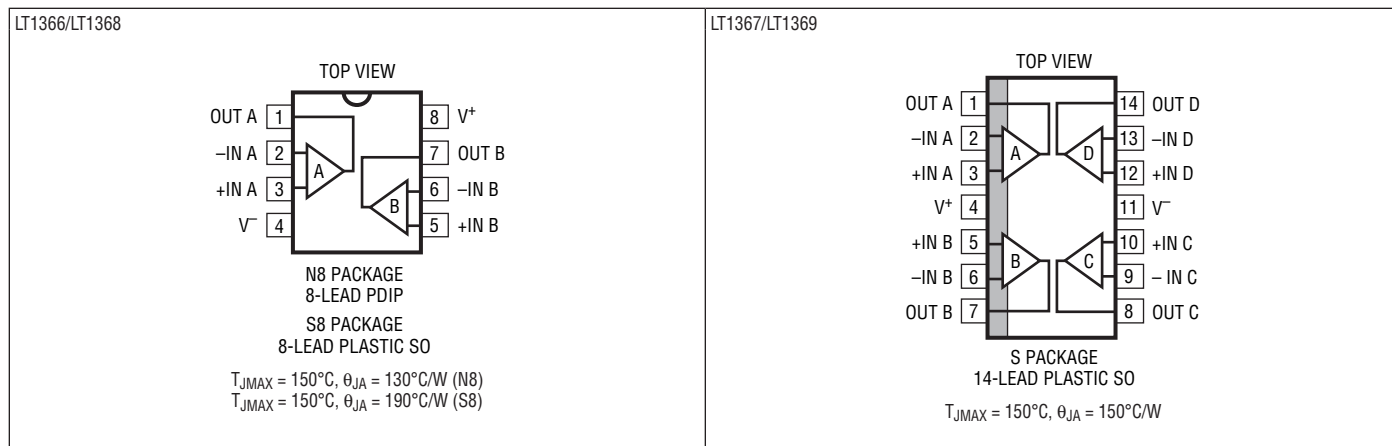 LT1366/LT1368
TOP VIEW
OUT A 1
–IN A 2
+IN A 3
V– 4
8 V+
7 OUT B
6 –IN B
5 +IN B
A
B
N8 PACKAGE
8-LEAD PDIP
S8 PACKAGE
8-LEAD PLASTIC SO
TJMAX = 150°C, θJA = 130°C/W (N8)
TJMAX = 150°C, θJA = 190°C/W (S8)
LT1367/LT1369
TOP VIEW
OUT A 1
–IN A 2
+IN A 3
V+ 4
+IN B 5
–IN B 6
OUT B 7
14 OUT D
13 –IN D
12 +IN D
11 V–
10 +IN C
9 – IN C
8 OUT C
A
D
B
C
S PACKAGE
14-LEAD PLASTIC SO
TJMAX = 150°C, θJA = 150°C/W